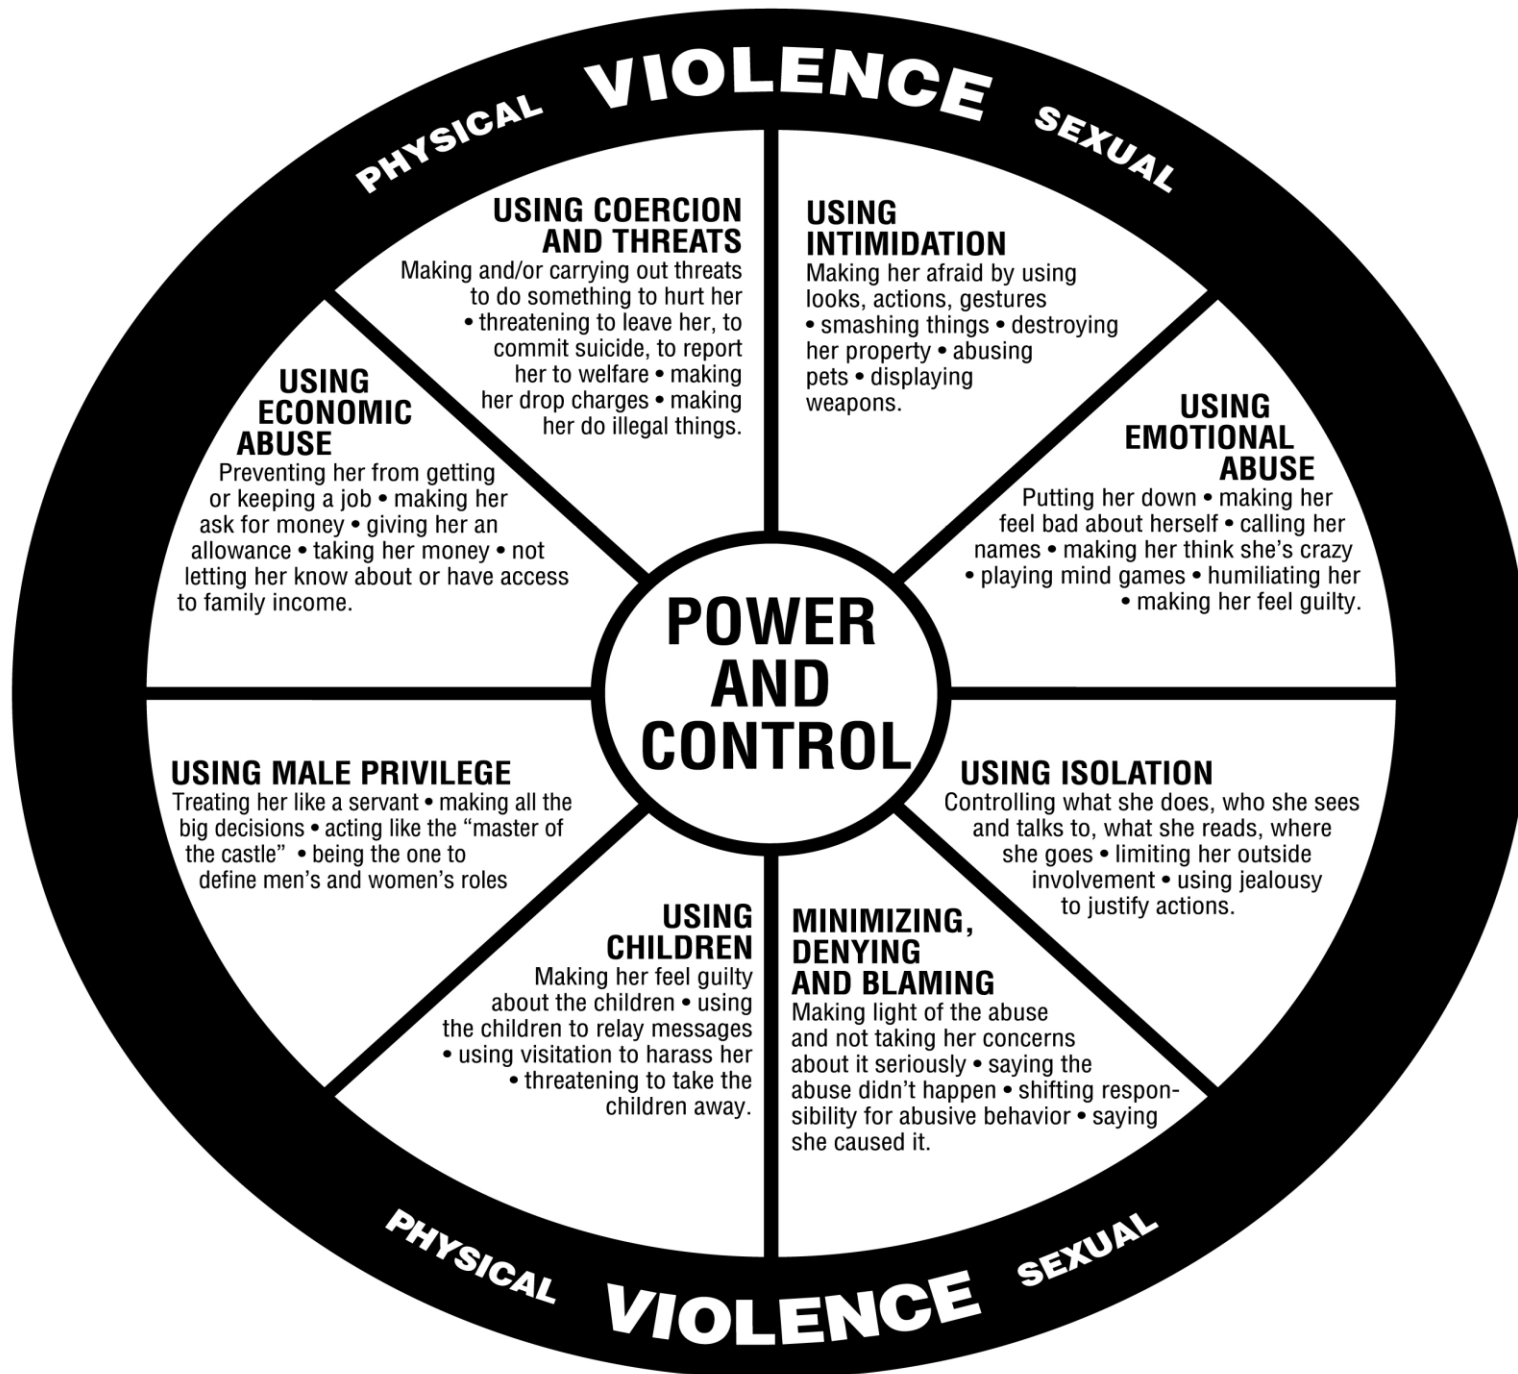 PHYSICAL VIOLENCE SEXUAL
USING COERCION
AND THREATS
Making and/or carrying out threats
to do something to hurt her
• threatening to leave her, to
commit suicide, to report
her to welfare • making
her drop charges • making
her do illegal things.
USING
INTIMIDATION
Making her afraid by using
looks, actions, gestures
• smashing things • destroying
her property • abusing
pets • displaying
weapons.
USING
EMOTIONAL
ABUSE
Putting her down • making her
feel bad about herself • calling her
names • making her think she’s crazy
• playing mind games • humiliating her
• making her feel guilty.
USING ISOLATION
Controlling what she does, who she sees
and talks to, what she reads, where
she goes • limiting her outside
involvement • using jealousy
to justify actions.
MINIMIZING,
DENYING
AND BLAMING
Making light of the abuse
and not taking her concerns
about it seriously • saying the
abuse didn’t happen • shifting respon-
sibility for abusive behavior • saying
she caused it.
USING
CHILDREN
Making her feel guilty
about the children • using
the children to relay messages
• using visitation to harass her
• threatening to take the
children away.
USING MALE PRIVILEGE
Treating her like a servant • making all the
big decisions • acting like the “master of
the castle” • being the one to
define men’s and women’s roles
USING
ECONOMIC
ABUSE
Preventing her from getting
or keeping a job • making her
ask for money • giving her an
allowance • taking her money • not
letting her know about or have access
to family income.
POWER
AND
CONTROL
PHYSICAL VIOLENCE SEXUAL